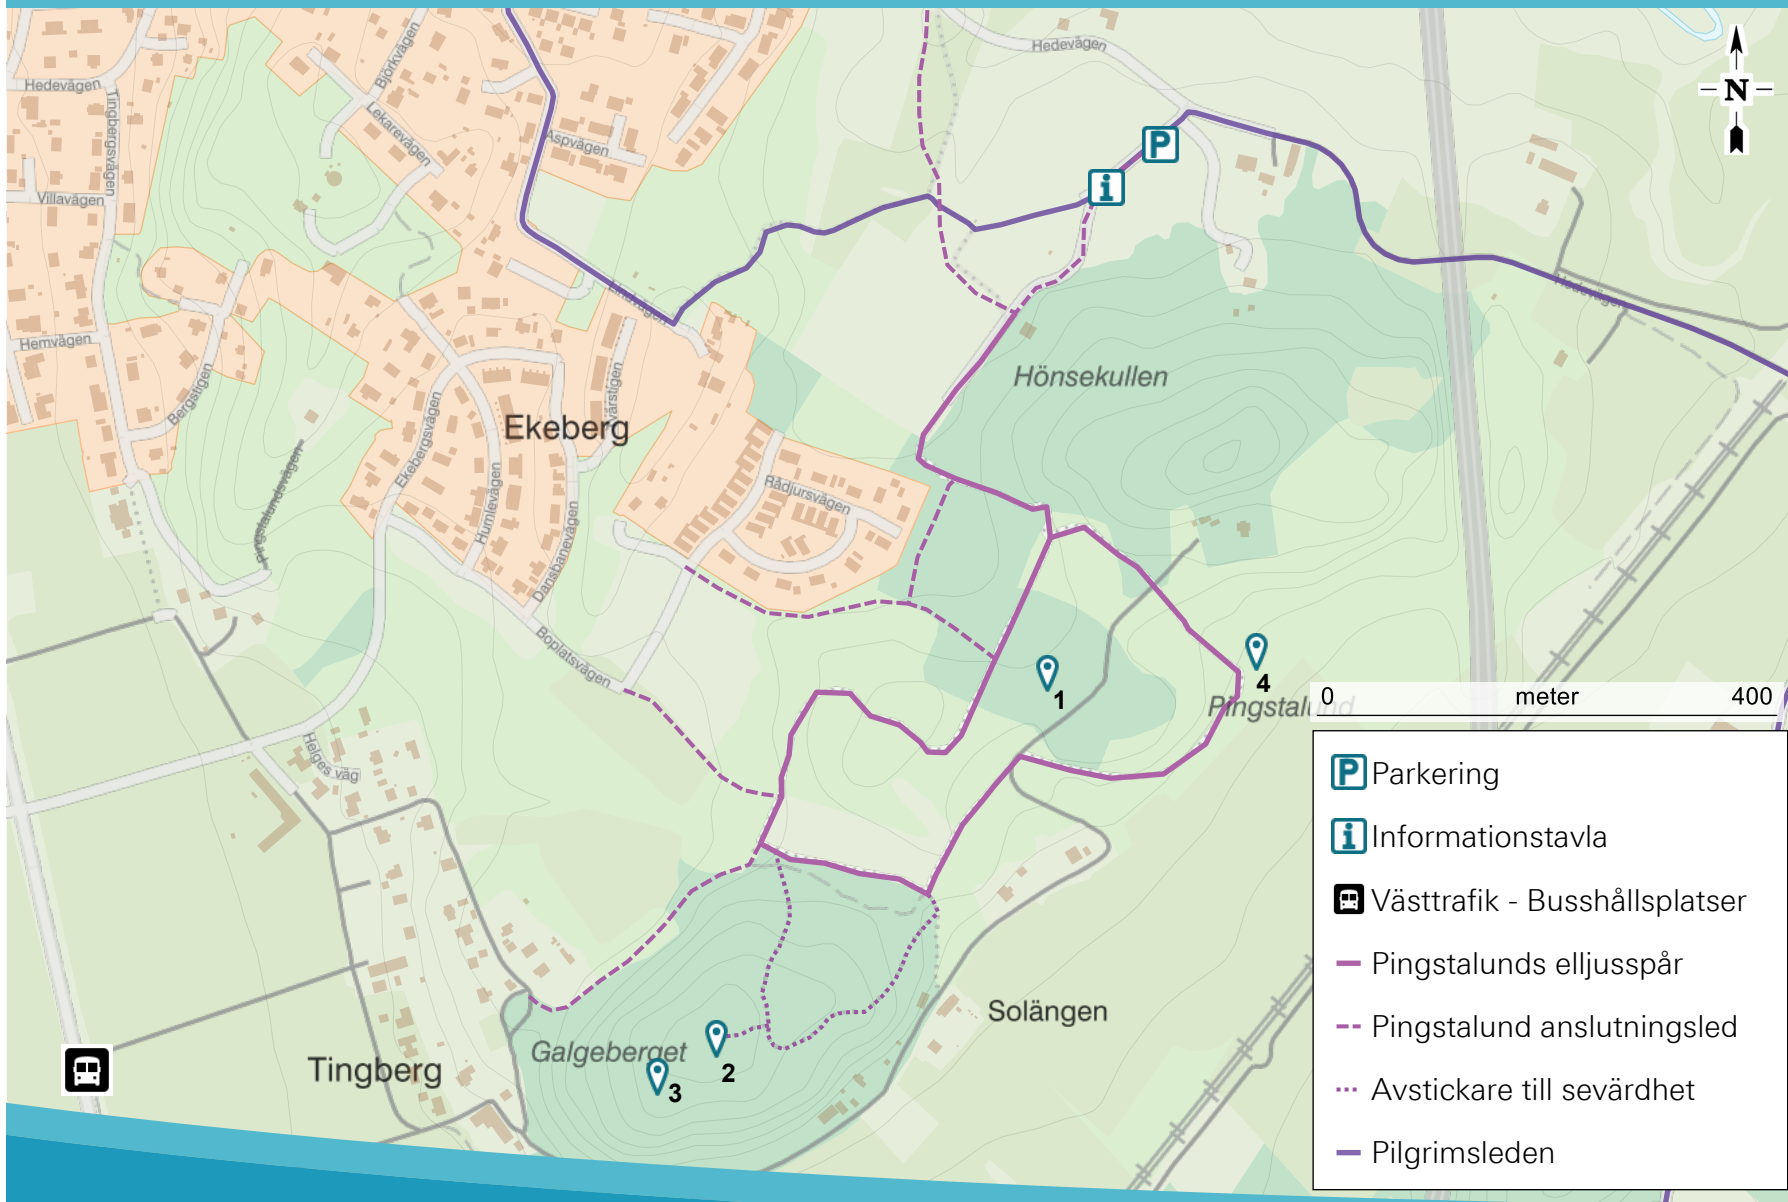 Hedevägen
Björkvägen
Hedevägen
Tingbergsvägen
Lekarevägen
Aspvägen
N
P
i
Villavägen
Hedevägen
Hemvägen
Bergstigen
Hönsekullen
Ekeberg
Ekebergsvägen
Pingstalundsvägen
Humlevägen
Dansbanevägen
Rådjursvägen
Boplatsvägen
1
4
Pingstalund
0 meter 400
Helges väg
P Parkering
i Informationstavla
Västtrafik - Busshållsplatser
Pingstalunds elljusspår
Pingstalund anslutningsled
Avstickare till sevärdhet
Pilgrimsleden
Solängen
Galgeberget
2
3
Tingberg